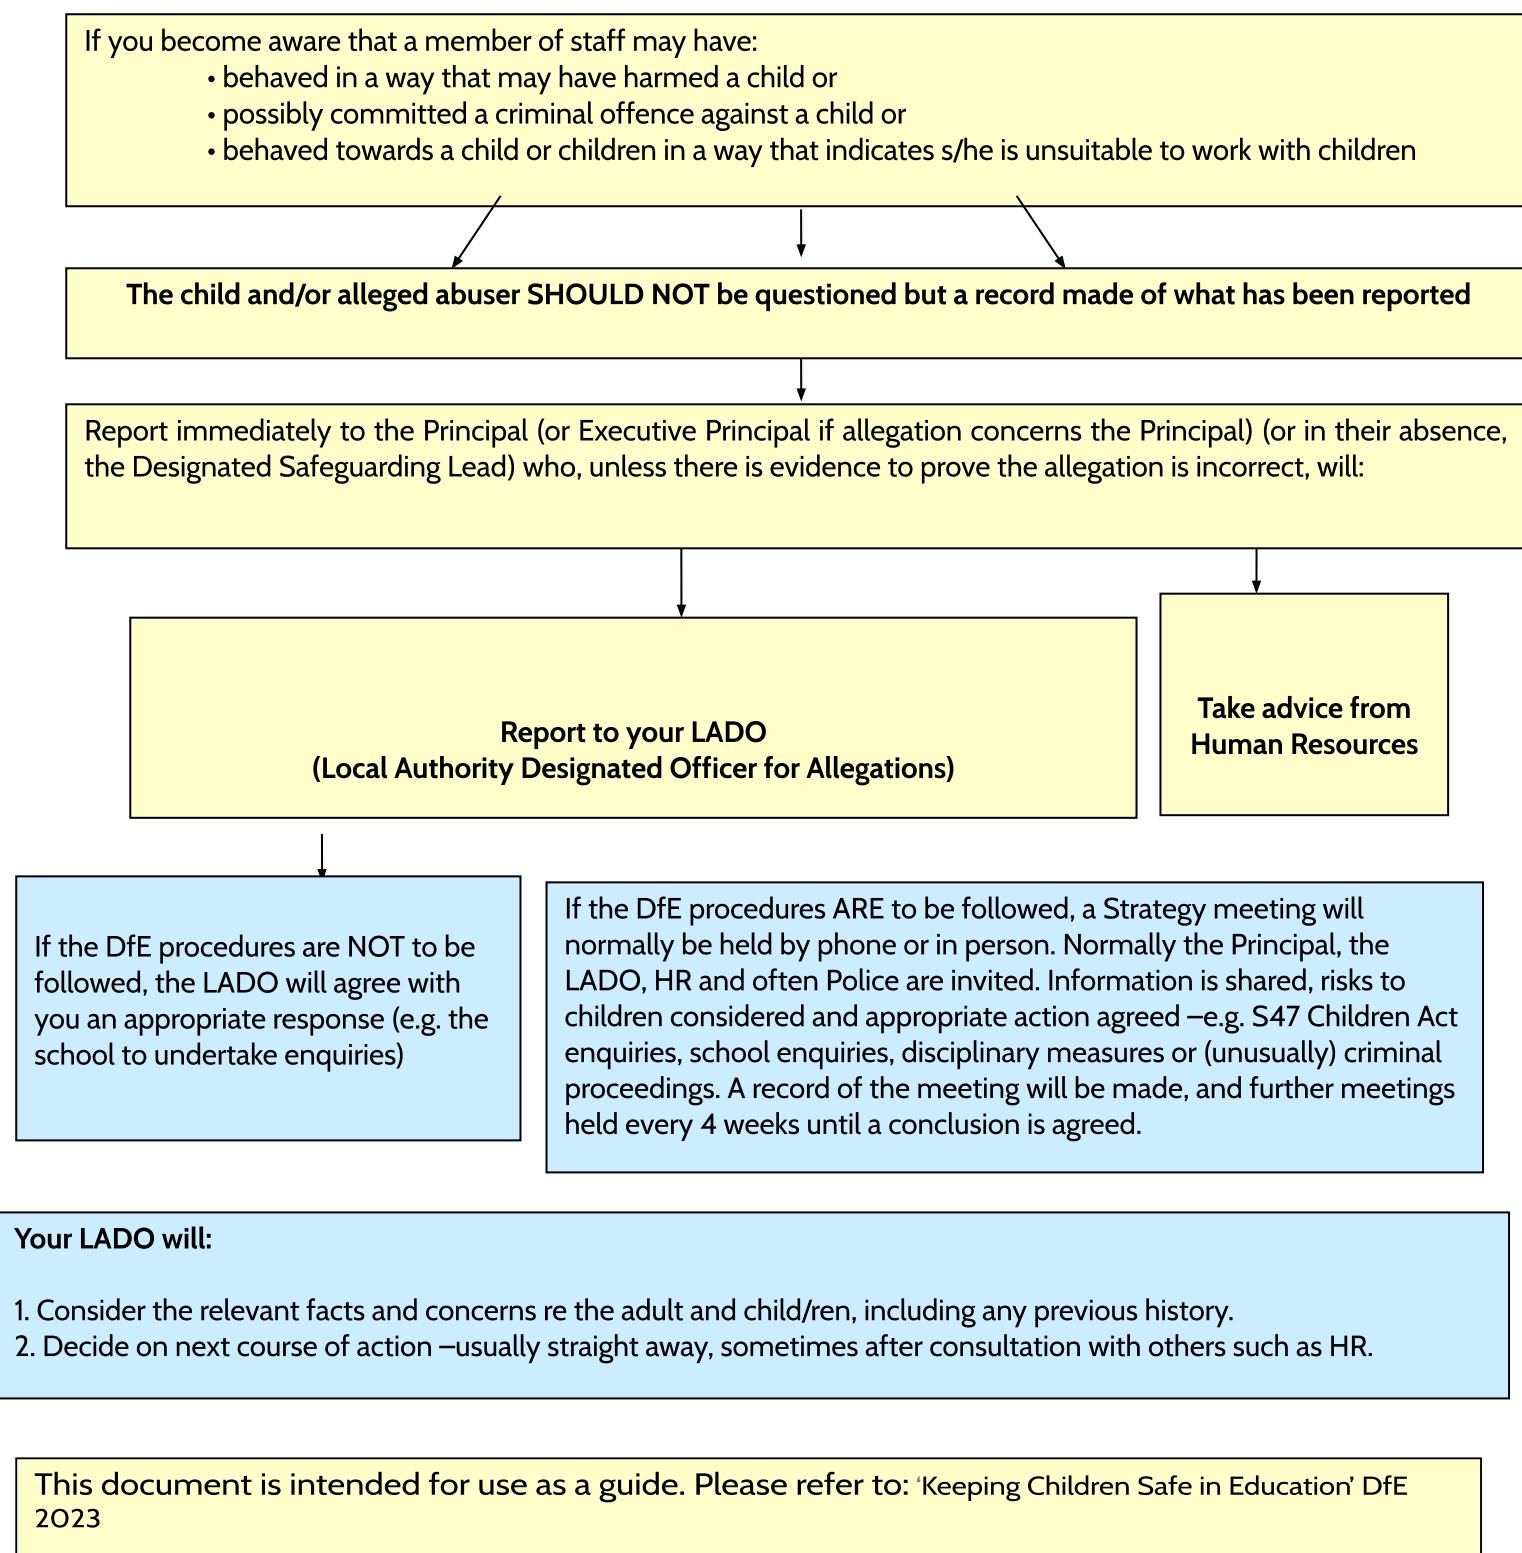 If you become aware that a member of staff may have:
• behaved in a way that may have harmed a child or
• possibly committed a criminal offence against a child or
• behaved towards a child or children in a way that indicates s/he is unsuitable to work with children
The child and/or alleged abuser SHOULD NOT be questioned but a record made of what has been reported
Report immediately to the Principal (or Executive Principal if allegation concerns the Principal) (or in their absence,
the Designated Safeguarding Lead) who, unless there is evidence to prove the allegation is incorrect, will:
Report to your LADO
(Local Authority Designated Officer for Allegations)
Take advice from
Human Resources
If the DfE procedures are NOT to be
followed, the LADO will agree with
you an appropriate response (e.g. the
school to undertake enquiries)
If the DfE procedures ARE to be followed, a Strategy meeting will
normally be held by phone or in person. Normally the Principal, the
LADO, HR and often Police are invited. Information is shared, risks to
children considered and appropriate action agreed –e.g. S47 Children Act
enquiries, school enquiries, disciplinary measures or (unusually) criminal
proceedings. A record of the meeting will be made, and further meetings
held every 4 weeks until a conclusion is agreed.
Your LADO will:
1. Consider the relevant facts and concerns re the adult and child/ren, including any previous history.
2. Decide on next course of action –usually straight away, sometimes after consultation with others such as HR.
This document is intended for use as a guide. Please refer to: ‘Keeping Children Safe in Education’ DfE
2023